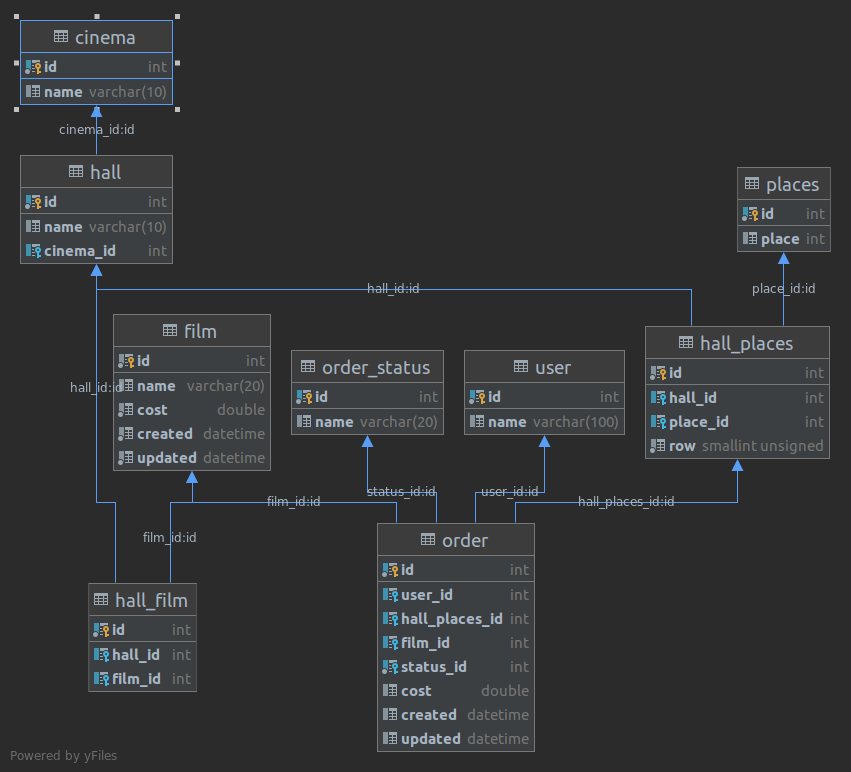 cinema
id int
name varchar(10)
cinema_id:id
hall
id int
name varchar(10)
cinema_id int
places
id int
place int
hall_id:id
place_id:id
film
id int
name varchar(20)
cost double
created datetime
updated datetime
hall_id:id
order_status
id int
name varchar(20)
user
id int
name varchar(100)
hall_places
id int
hall_id int
place_id int
row smallint unsigned
film_id:id
status_id:id
user_id:id
hall_places_id:id
film_id:id
hall_film
id int
hall_id int
film_id int
order
id int
user_id int
hall_places_id int
film_id int
status_id int
cost double
created datetime
updated datetime
Powered by yFiles